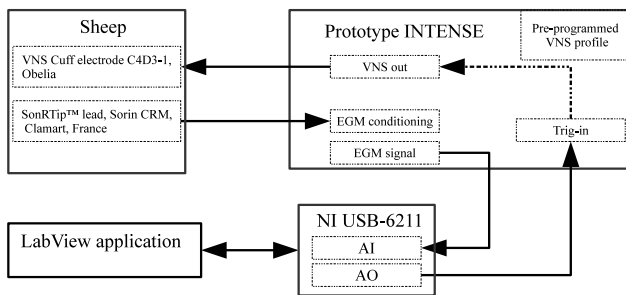 Sheep
VNS Cuff electrode C4D3-1,
Obelia
SonRTip™ lead, Sorin CRM,
Clamart, France
Prototype INTENSE
Pre-programmed
VNS profile
VNS out
EGM conditioning
Trig-in
EGM signal
NI USB-6211
AI
AO
LabView application